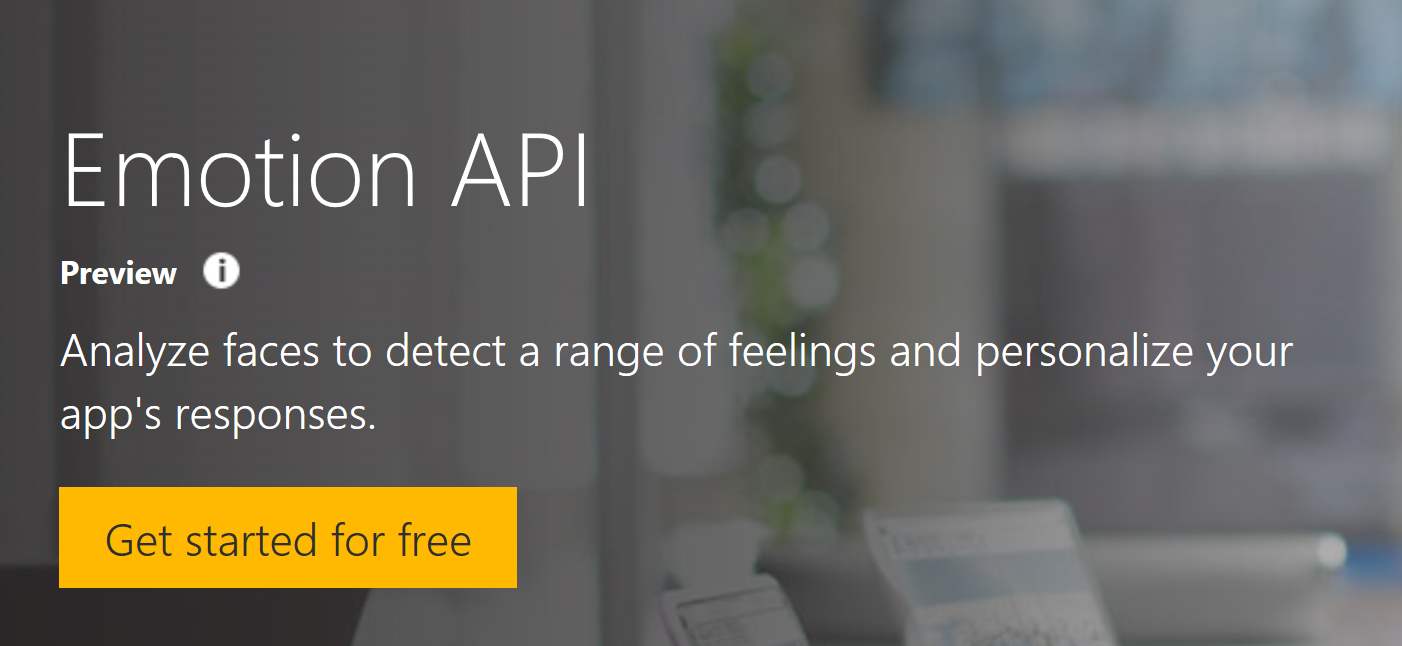 Emotion API
Preview
Analyze faces to detect a range of feelings and personalize your
app's responses.
Get started for free